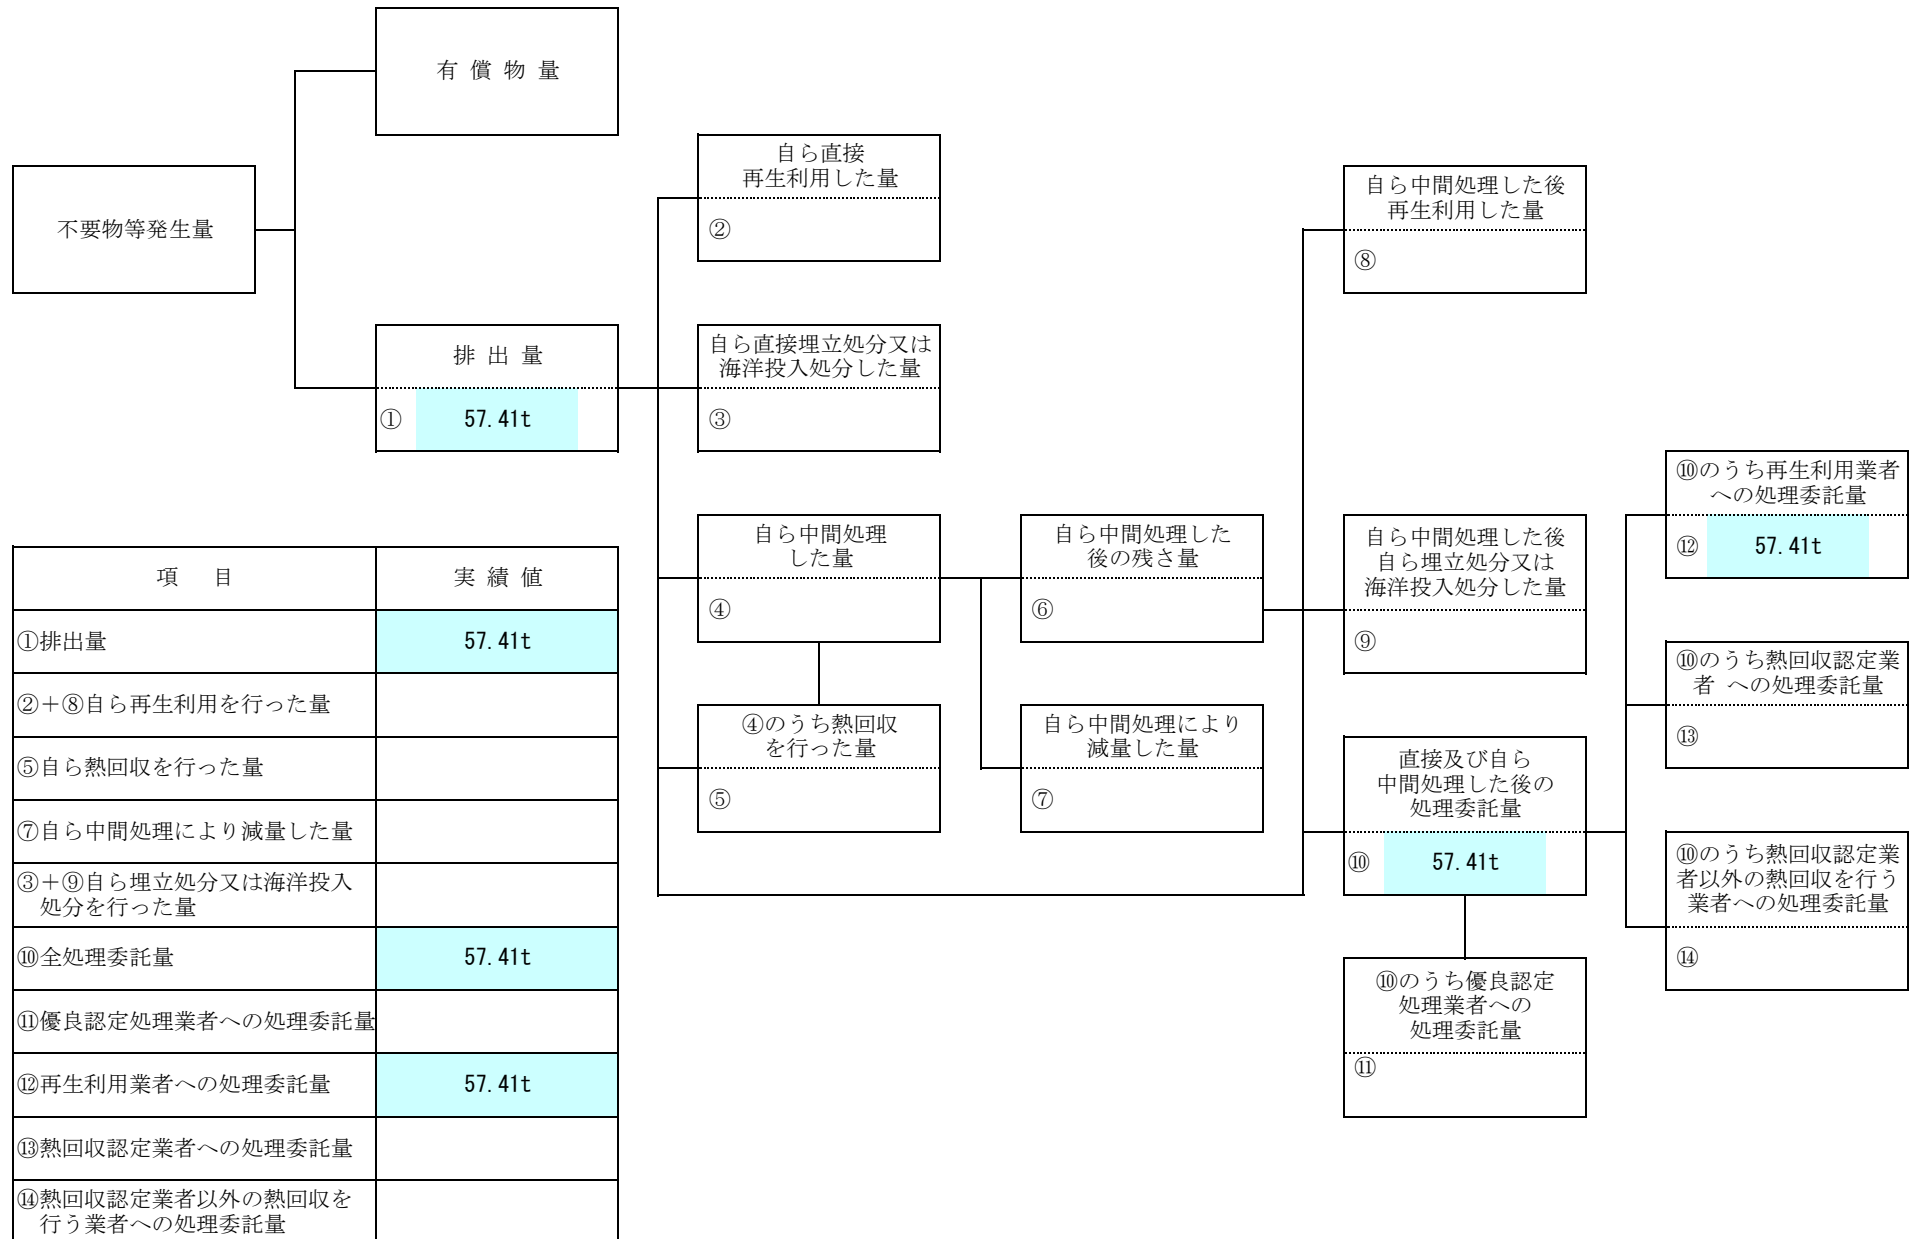 有 償 物 量
不要物等発生量
排 出 量
① 57.41t
自ら直接
再生利用した量
②
自ら直接埋立処分又は
海洋投入処分した量
③
自ら中間処理
した量
④
④のうち熱回収
を行った量
⑤
自ら中間処理した
後の残さ量
⑥
自ら中間処理により
減量した量
⑦
自ら中間処理した後
再生利用した量
⑧
自ら中間処理した後
自ら埋立処分又は
海洋投入処分した量
⑨
直接及び自ら
中間処理した後の
処理委託量
⑩ 57.41t
⑩のうち優良認定
処理業者への
処理委託量
⑪
⑩のうち再生利用業者
への処理委託量
⑫ 57.41t
⑩のうち熱回収認定業
者 への処理委託量
⑬
⑩のうち熱回収認定業
者以外の熱回収を行う
業者への処理委託量
⑭
項 目 実 績 値
①排出量 57.41t
②＋⑧自ら再生利用を行った量
⑤自ら熱回収を行った量
⑦自ら中間処理により減量した量
③＋⑨自ら埋立処分又は海洋投入
処分を行った量
⑩全処理委託量 57.41t
⑪優良認定処理業者への処理委託量
⑫再生利用業者への処理委託量 57.41t
⑬熱回収認定業者への処理委託量
⑭熱回収認定業者以外の熱回収を
行う業者への処理委託量